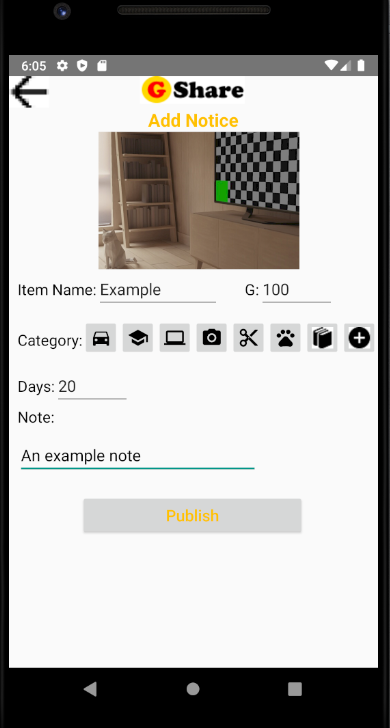 6:05
G Share
Add Notice
Item Name: Example G: 100
Category:
Days: 20
Note:
An example note
Publish